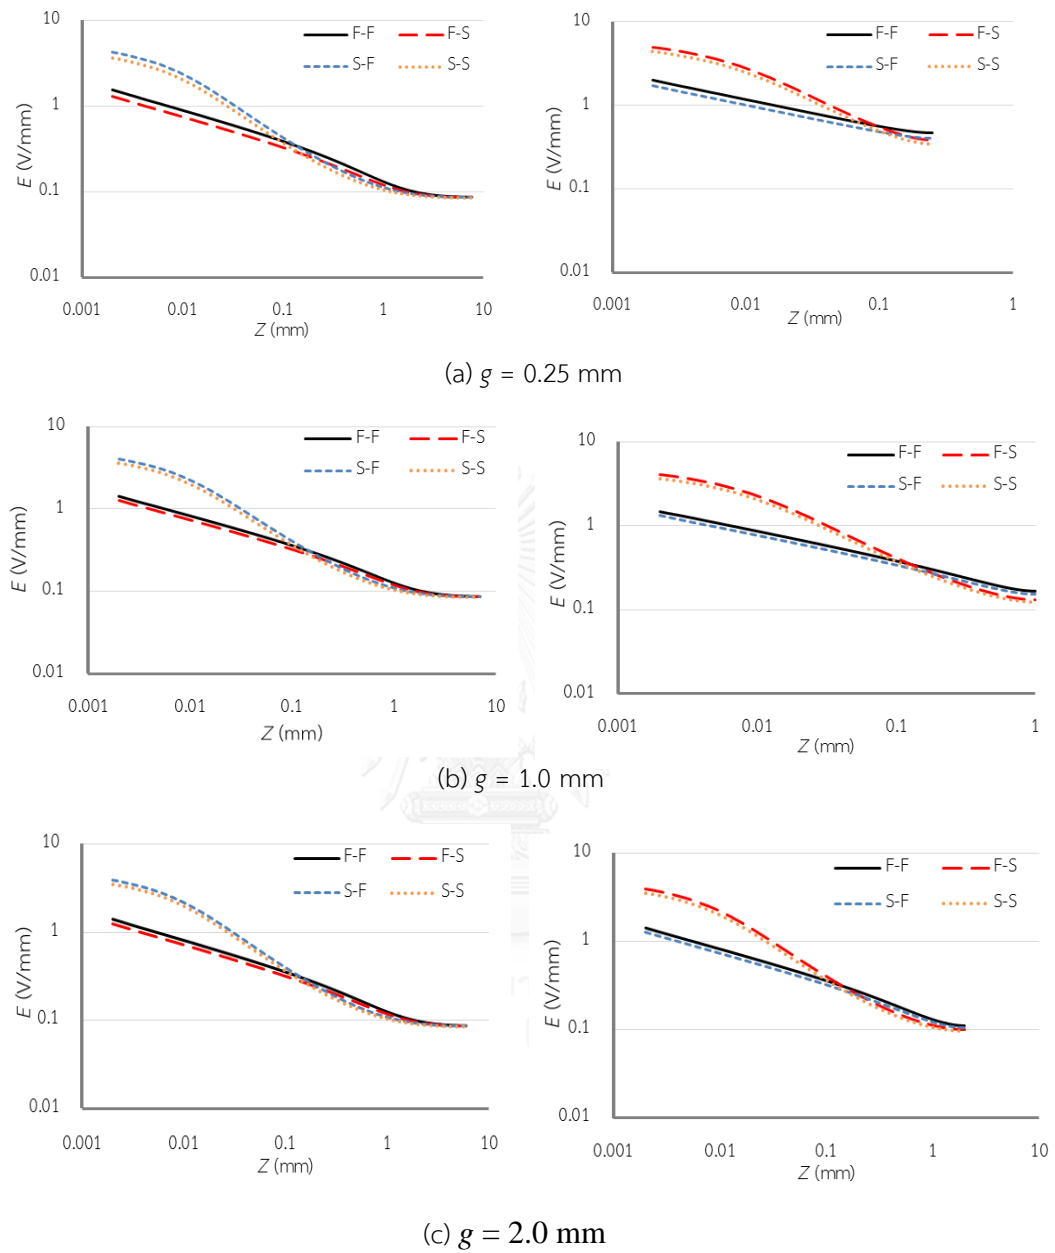 10
F-F F-S
S-F S-S
1
E (V/mm)
0.1
0.01
0.001 0.01 0.1 1 10
Z (mm)
10
F-F F-S
S-F S-S
1
E (V/mm)
0.1
0.01
0.001 0.01 0.1 1
Z (mm)
(a) g = 0.25 mm
10
F-F F-S
S-F S-S
1
E (V/mm)
0.1
0.01
0.001 0.01 0.1 1 10
Z (mm)
10
F-F F-S
S-F S-S
1
E (V/mm)
0.1
0.01
0.001 0.01 0.1 1
Z (mm)
(b) g = 1.0 mm
10
F-F F-S
S-F S-S
1
E (V/mm)
0.1
0.01
0.001 0.01 0.1 1 10
Z (mm)
10
F-F F-S
S-F S-S
1
E (V/mm)
0.1
0.01
0.001 0.01 0.1 1 10
Z (mm)
(c) g = 2.0 mm